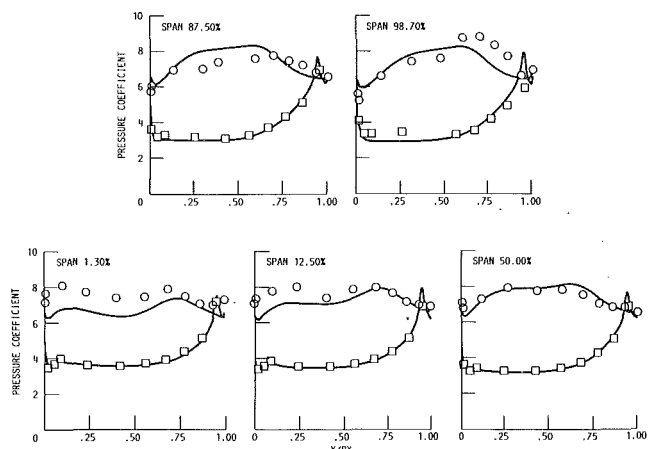 10
SPAN 87.50%
SPAN 98.70%
8
6
4
2
PRESSURE COEFFICIENT
0 .25 .50 .75 1.00
0 .25 .50 .75 1.00
10
SPAN 1.30%
SPAN 12.50%
SPAN 50.00%
8
6
4
2
PRESSURE COEFFICIENT
0 .25 .50 .75 1.00
0 .25 .50 .75 1.00
0 .25 .50 .75 1.00